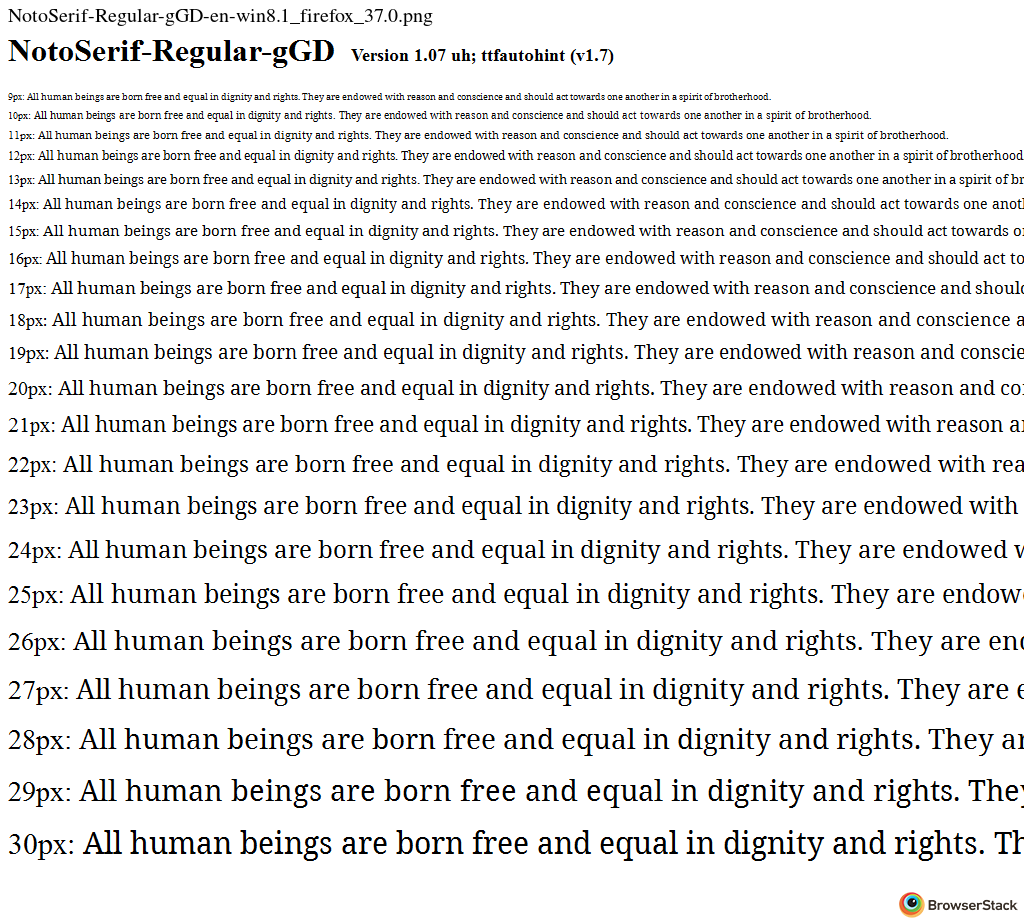 NotoSerif-Regular-gGD-en-win8.1_firefox_37.0.png
NotoSerif-Regular-gGD Version 1.07 uh; ttfautohint (v1.7)
9px: All human beings are born free and equal in dignity and rights. They are endowed with reason and conscience and should act towards one another in a spirit of brotherhood.
10px: All human beings are born free and equal in dignity and rights. They are endowed with reason and conscience and should act towards one another in a spirit of brotherhood.
11px: All human beings are born free and equal in dignity and rights. They are endowed with reason and conscience and should act towards one another in a spirit of brotherhood.
12px: All human beings are born free and equal in dignity and rights. They are endowed with reason and conscience and should act towards one another in a spirit of brotherhood
13px: All human beings are born free and equal in dignity and rights. They are endowed with reason and conscience and should act towards one another in a spirit of br
14px: All human beings are born free and equal in dignity and rights. They are endowed with reason and conscience and should act towards one anot
15px: All human beings are born free and equal in dignity and rights. They are endowed with reason and conscience and should act towards o
16px: All human beings are born free and equal in dignity and rights. They are endowed with reason and conscience and should act to
17px: All human beings are born free and equal in dignity and rights. They are endowed with reason and conscience and should
18px: All human beings are born free and equal in dignity and rights. They are endowed with reason and conscience a
19px: All human beings are born free and equal in dignity and rights. They are endowed with reason and conscie
20px: All human beings are born free and equal in dignity and rights. They are endowed with reason and co
21px: All human beings are born free and equal in dignity and rights. They are endowed with reason a
22px: All human beings are born free and equal in dignity and rights. They are endowed with rea
23px: All human beings are born free and equal in dignity and rights. They are endowed with
24px: All human beings are born free and equal in dignity and rights. They are endowed w
25px: All human beings are born free and equal in dignity and rights. They are endow
26px: All human beings are born free and equal in dignity and rights. They are end
27px: All human beings are born free and equal in dignity and rights. They are e
28px: All human beings are born free and equal in dignity and rights. They ar
29px: All human beings are born free and equal in dignity and rights. They
30px: All human beings are born free and equal in dignity and rights. Th
BrowserStack